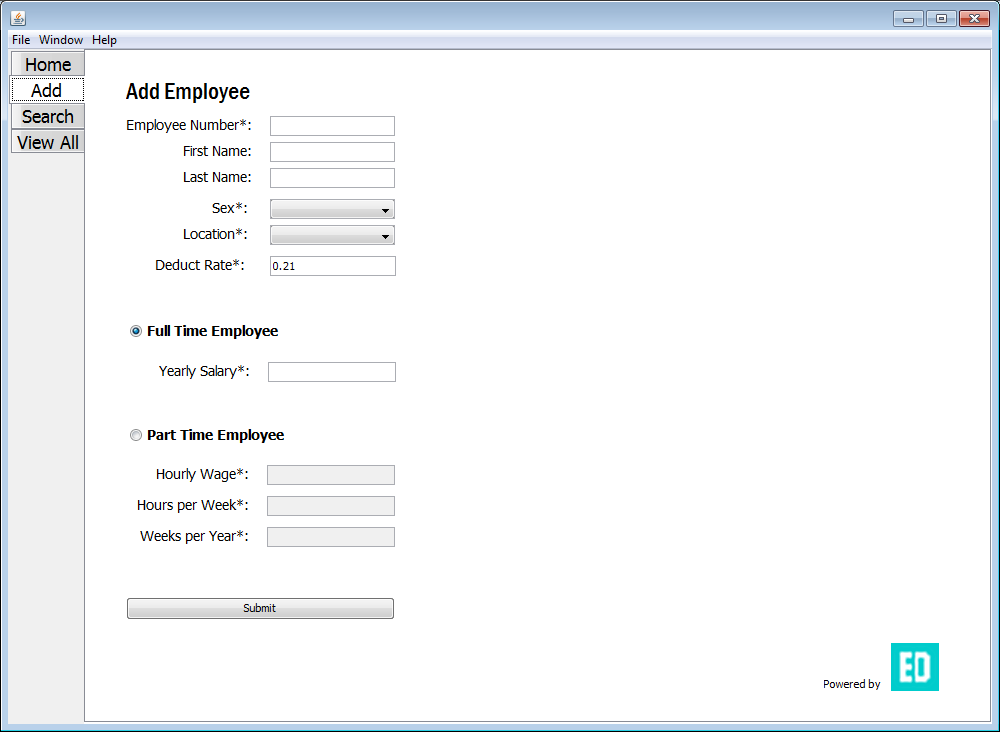 File Window Help
Home
Add
Search
View All
Add Employee
Employee Number*:
First Name:
Last Name:
Sex*:
Location*:
Deduct Rate*: 0.21
Full Time Employee
Yearly Salary*:
Part Time Employee
Hourly Wage*:
Hours per Week*:
Weeks per Year*:
Submit
Powered by ED